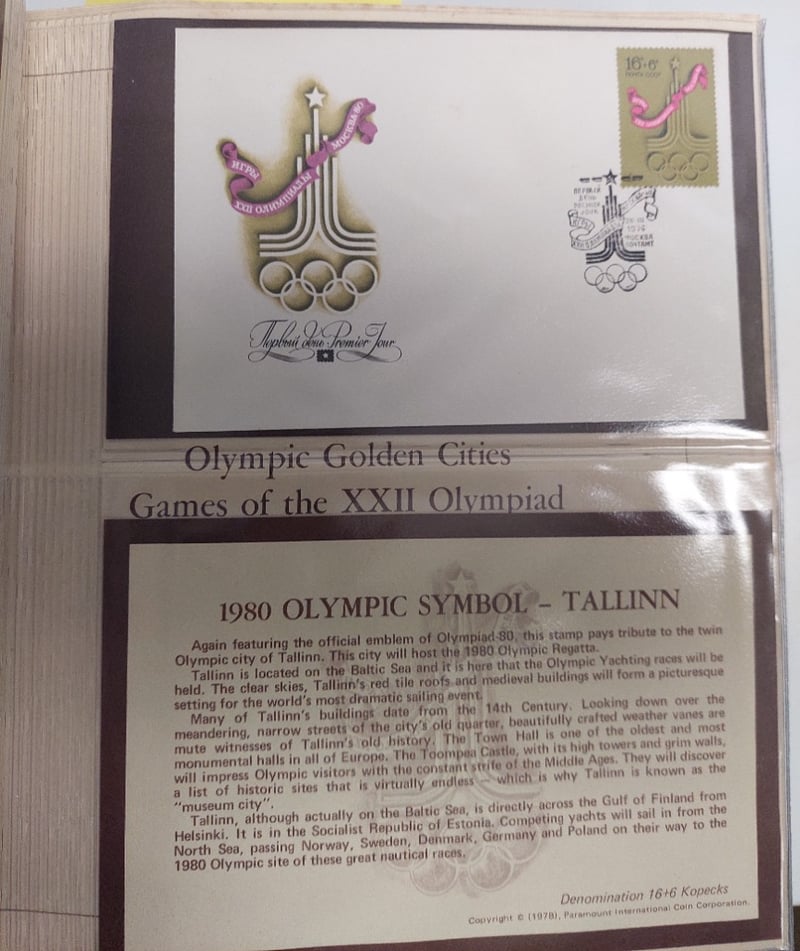 ИГРЫ
XXII ОЛИМПИАДЫ
МОСКВА·80
Первый день Premier Jour
16+6к
ПОЧТА СССР
ПЕРВЫЙ
ДЕНЬ
1976
МОСКВА
ПОЧТАМТ
Olympic Golden Cities
Games of the XXII Olympiad
1980 OLYMPIC SYMBOL – TALLINN
Again featuring the official emblem of Olympiad-80, this stamp pays tribute to the twin
Olympic city of Tallinn. This city will host the 1980 Olympic Regatta.
Tallinn is located on the Baltic Sea and it is here that the Olympic Yachting races will be
held. The clear skies, Tallinn's red tile roofs and medieval buildings will form a picturesque
setting for the world's most dramatic sailing event.
Many of Tallinn's buildings date from the 14th Century. Looking down over the
meandering, narrow streets of the city's old quarter, beautifully crafted weather vanes are
mute witnesses of Tallinn's old history. The Town Hall is one of the oldest and most
monumental halls in all of Europe. The Toompea Castle, with its high towers and grim walls,
will impress Olympic visitors with the constant strife of the Middle Ages. They will discover
a list of historic sites that is virtually endless – which is why Tallinn is known as the
"museum city".
Tallinn, although actually on the Baltic Sea, is directly across the Gulf of Finland from
Helsinki. It is in the Socialist Republic of Estonia. Competing yachts will sail in from the
North Sea, passing Norway, Sweden, Denmark, Germany and Poland on their way to the
1980 Olympic site of these great nautical races.
Denomination 16+6 Kopecks
Copyright © (1978), Paramount International Coin Corporation.